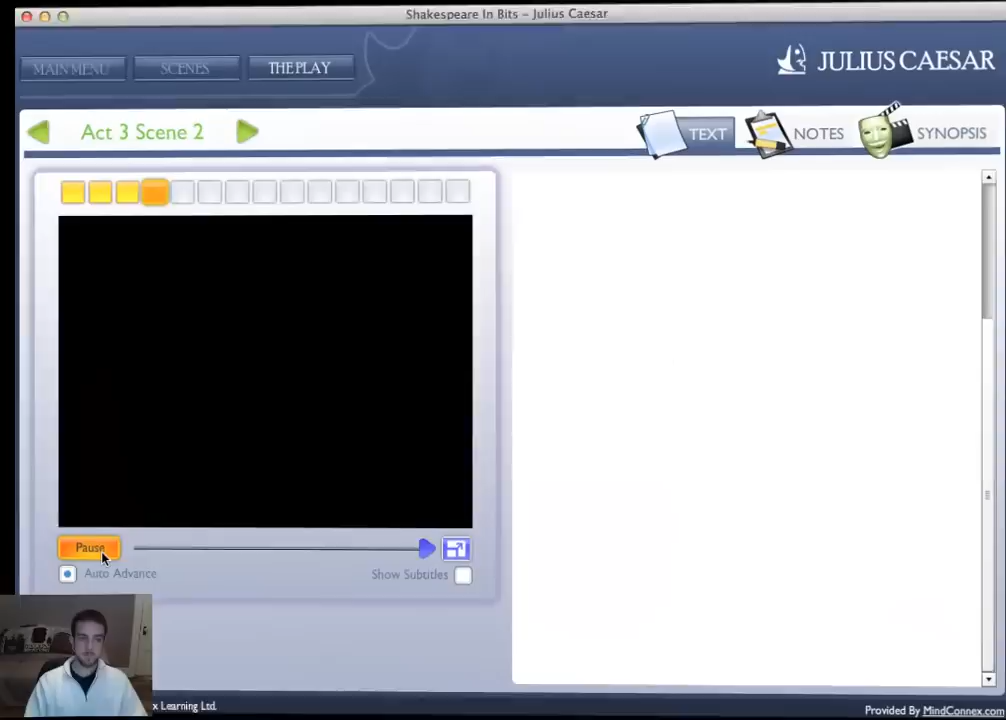 Shakespeare In Bits – Julius Caesar
MAIN MENU
SCENES
THE PLAY
JULIUS CAESAR
Act 3 Scene 2
TEXT
NOTES
SYNOPSIS
Pause
Auto Advance
Show Subtitles
x Learning Ltd.
Provided By MindConnex.com